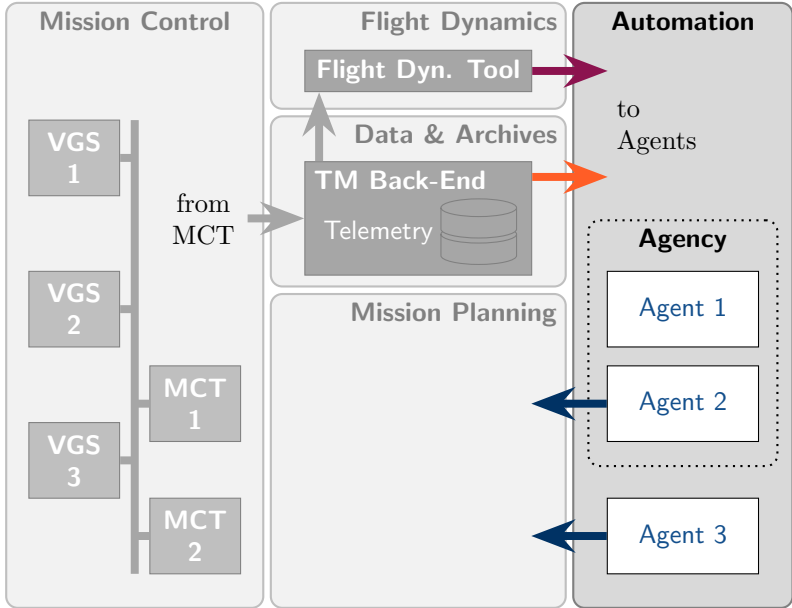 Mission Control
VGS
1
VGS
2
VGS
3
MCT
1
MCT
2
from
MCT
Flight Dynamics
Flight Dyn. Tool
Data & Archives
TM Back-End
Telemetry
Mission Planning
Automation
to
Agents
Agency
Agent 1
Agent 2
Agent 3